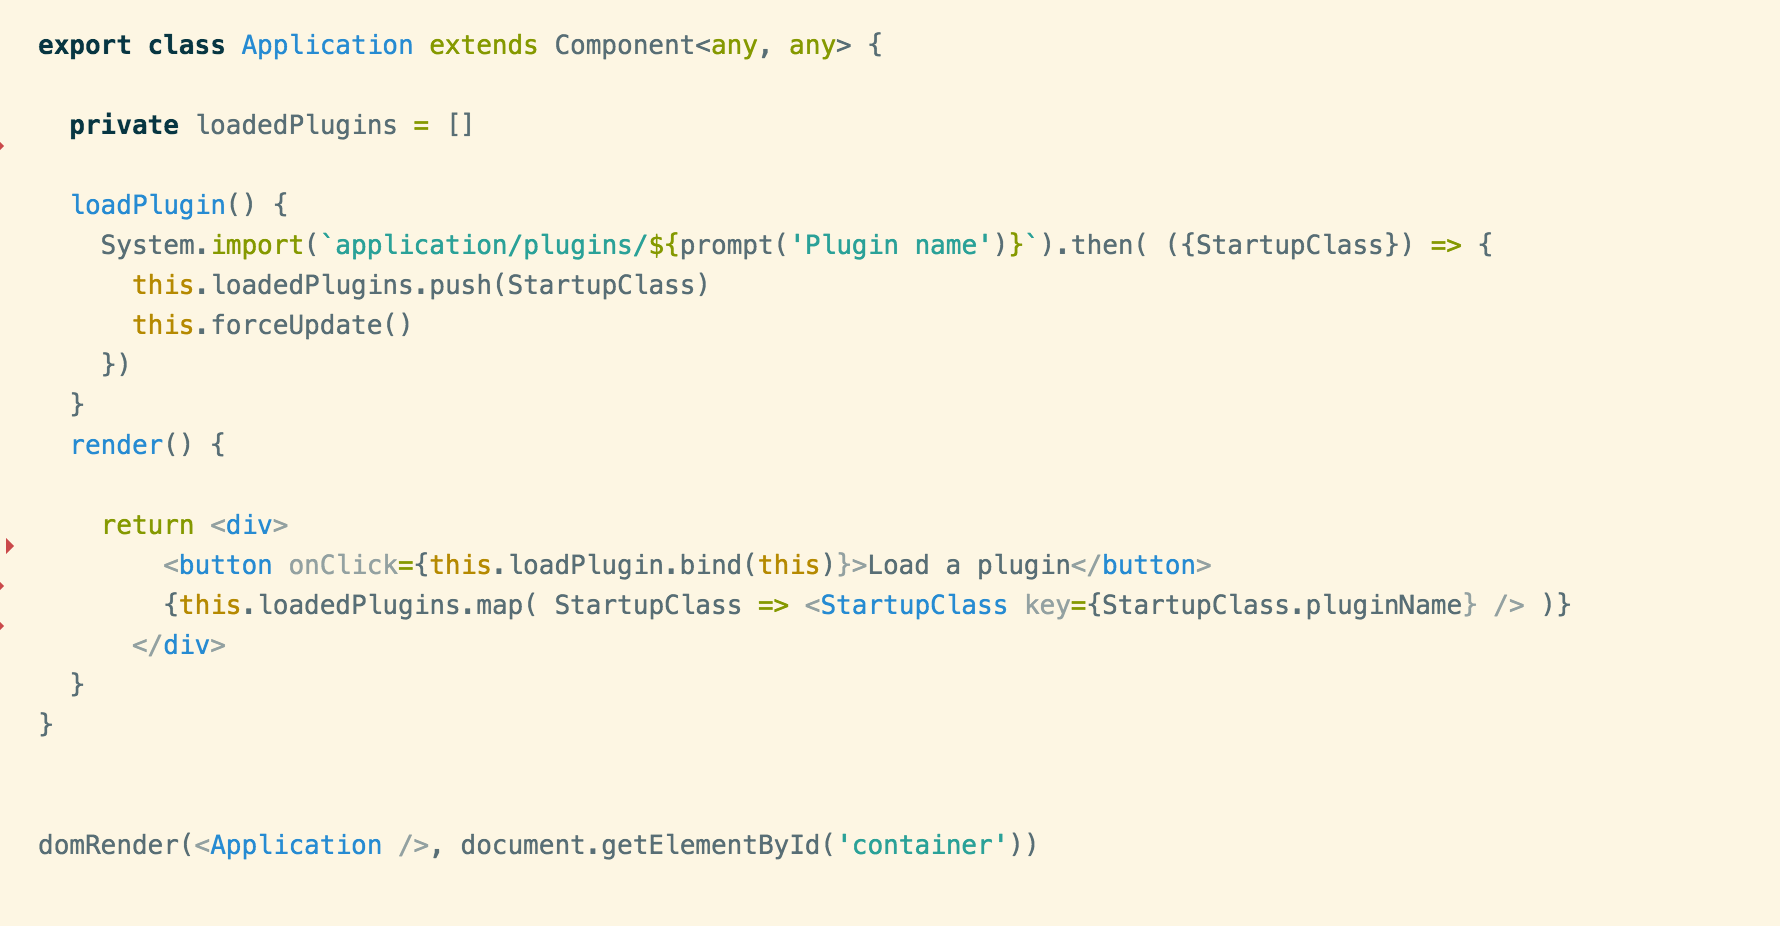 export class Application extends Component<any, any> {
private loadedPlugins = []
loadPlugin() {
System.import(`application/plugins/${prompt('Plugin name')}`).then( ({StartupClass}) => {
this.loadedPlugins.push(StartupClass)
this.forceUpdate()
})
}
render() {
return <div>
<button onClick={this.loadPlugin.bind(this)}>Load a plugin</button>
{this.loadedPlugins.map( StartupClass => <StartupClass key={StartupClass.pluginName} /> )}
</div>
}
}
domRender(<Application />, document.getElementById('container'))